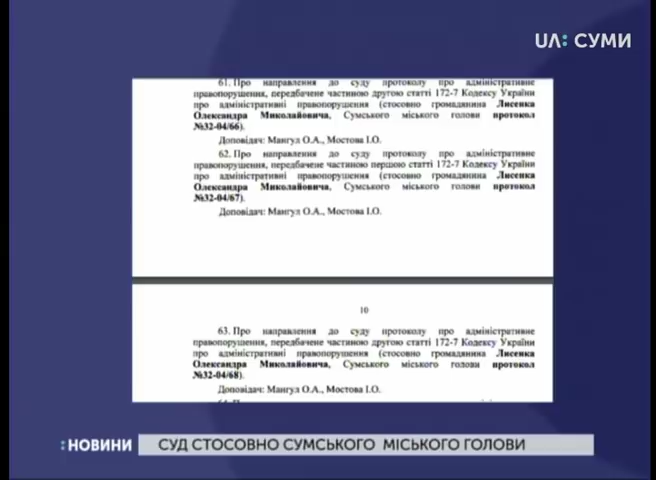 UA: СУМИ
61. Про направлення до суду протоколу про адміністративне
правопорушення, передбачене частиною другою статті 172-7 Кодексу України
про адміністративні правопорушення (стосовно громадянина Лисенка
Олександра Миколайовича, Сумського міського голови протокол
№32-04/66).
Доповідач: Мангул О.А., Мостова І.О.
62. Про направлення до суду протоколу про адміністративне
правопорушення, передбачене частиною першою статті 172-7 Кодексу України
про адміністративні правопорушення (стосовно громадянина Лисенка
Олександра Миколайовича, Сумського міського голови протокол
№32-04/67).
Доповідач: Мангул О.А., Мостова І.О.
10
63. Про направлення до суду протоколу про адміністративне
правопорушення, передбачене частиною другою статті 172-7 Кодексу України
про адміністративні правопорушення (стосовно громадянина Лисенка
Олександра Миколайовича, Сумського міського голови протокол
№32-04/68).
Доповідач: Мангул О.А., Мостова І.О.
:НОВИНИ
СУД СТОСОВНО СУМСЬКОГО МІСЬКОГО ГОЛОВИ